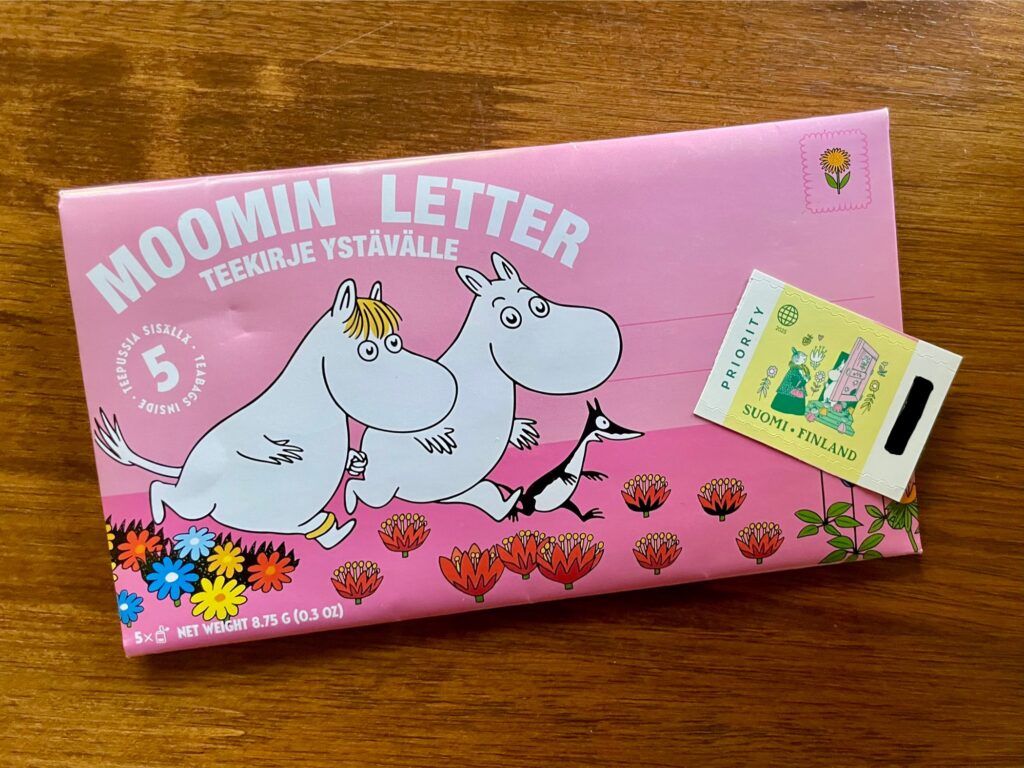 MOOMIN LETTER
TEEKIRJE YSTÄVÄLLE
TEEPUSSIA SISÄLLÄ · TEABAGS INSIDE ·
5
5× NET WEIGHT 8.75 G (0.3 OZ)
PRIORITY
2025
SUOMI · FINLAND